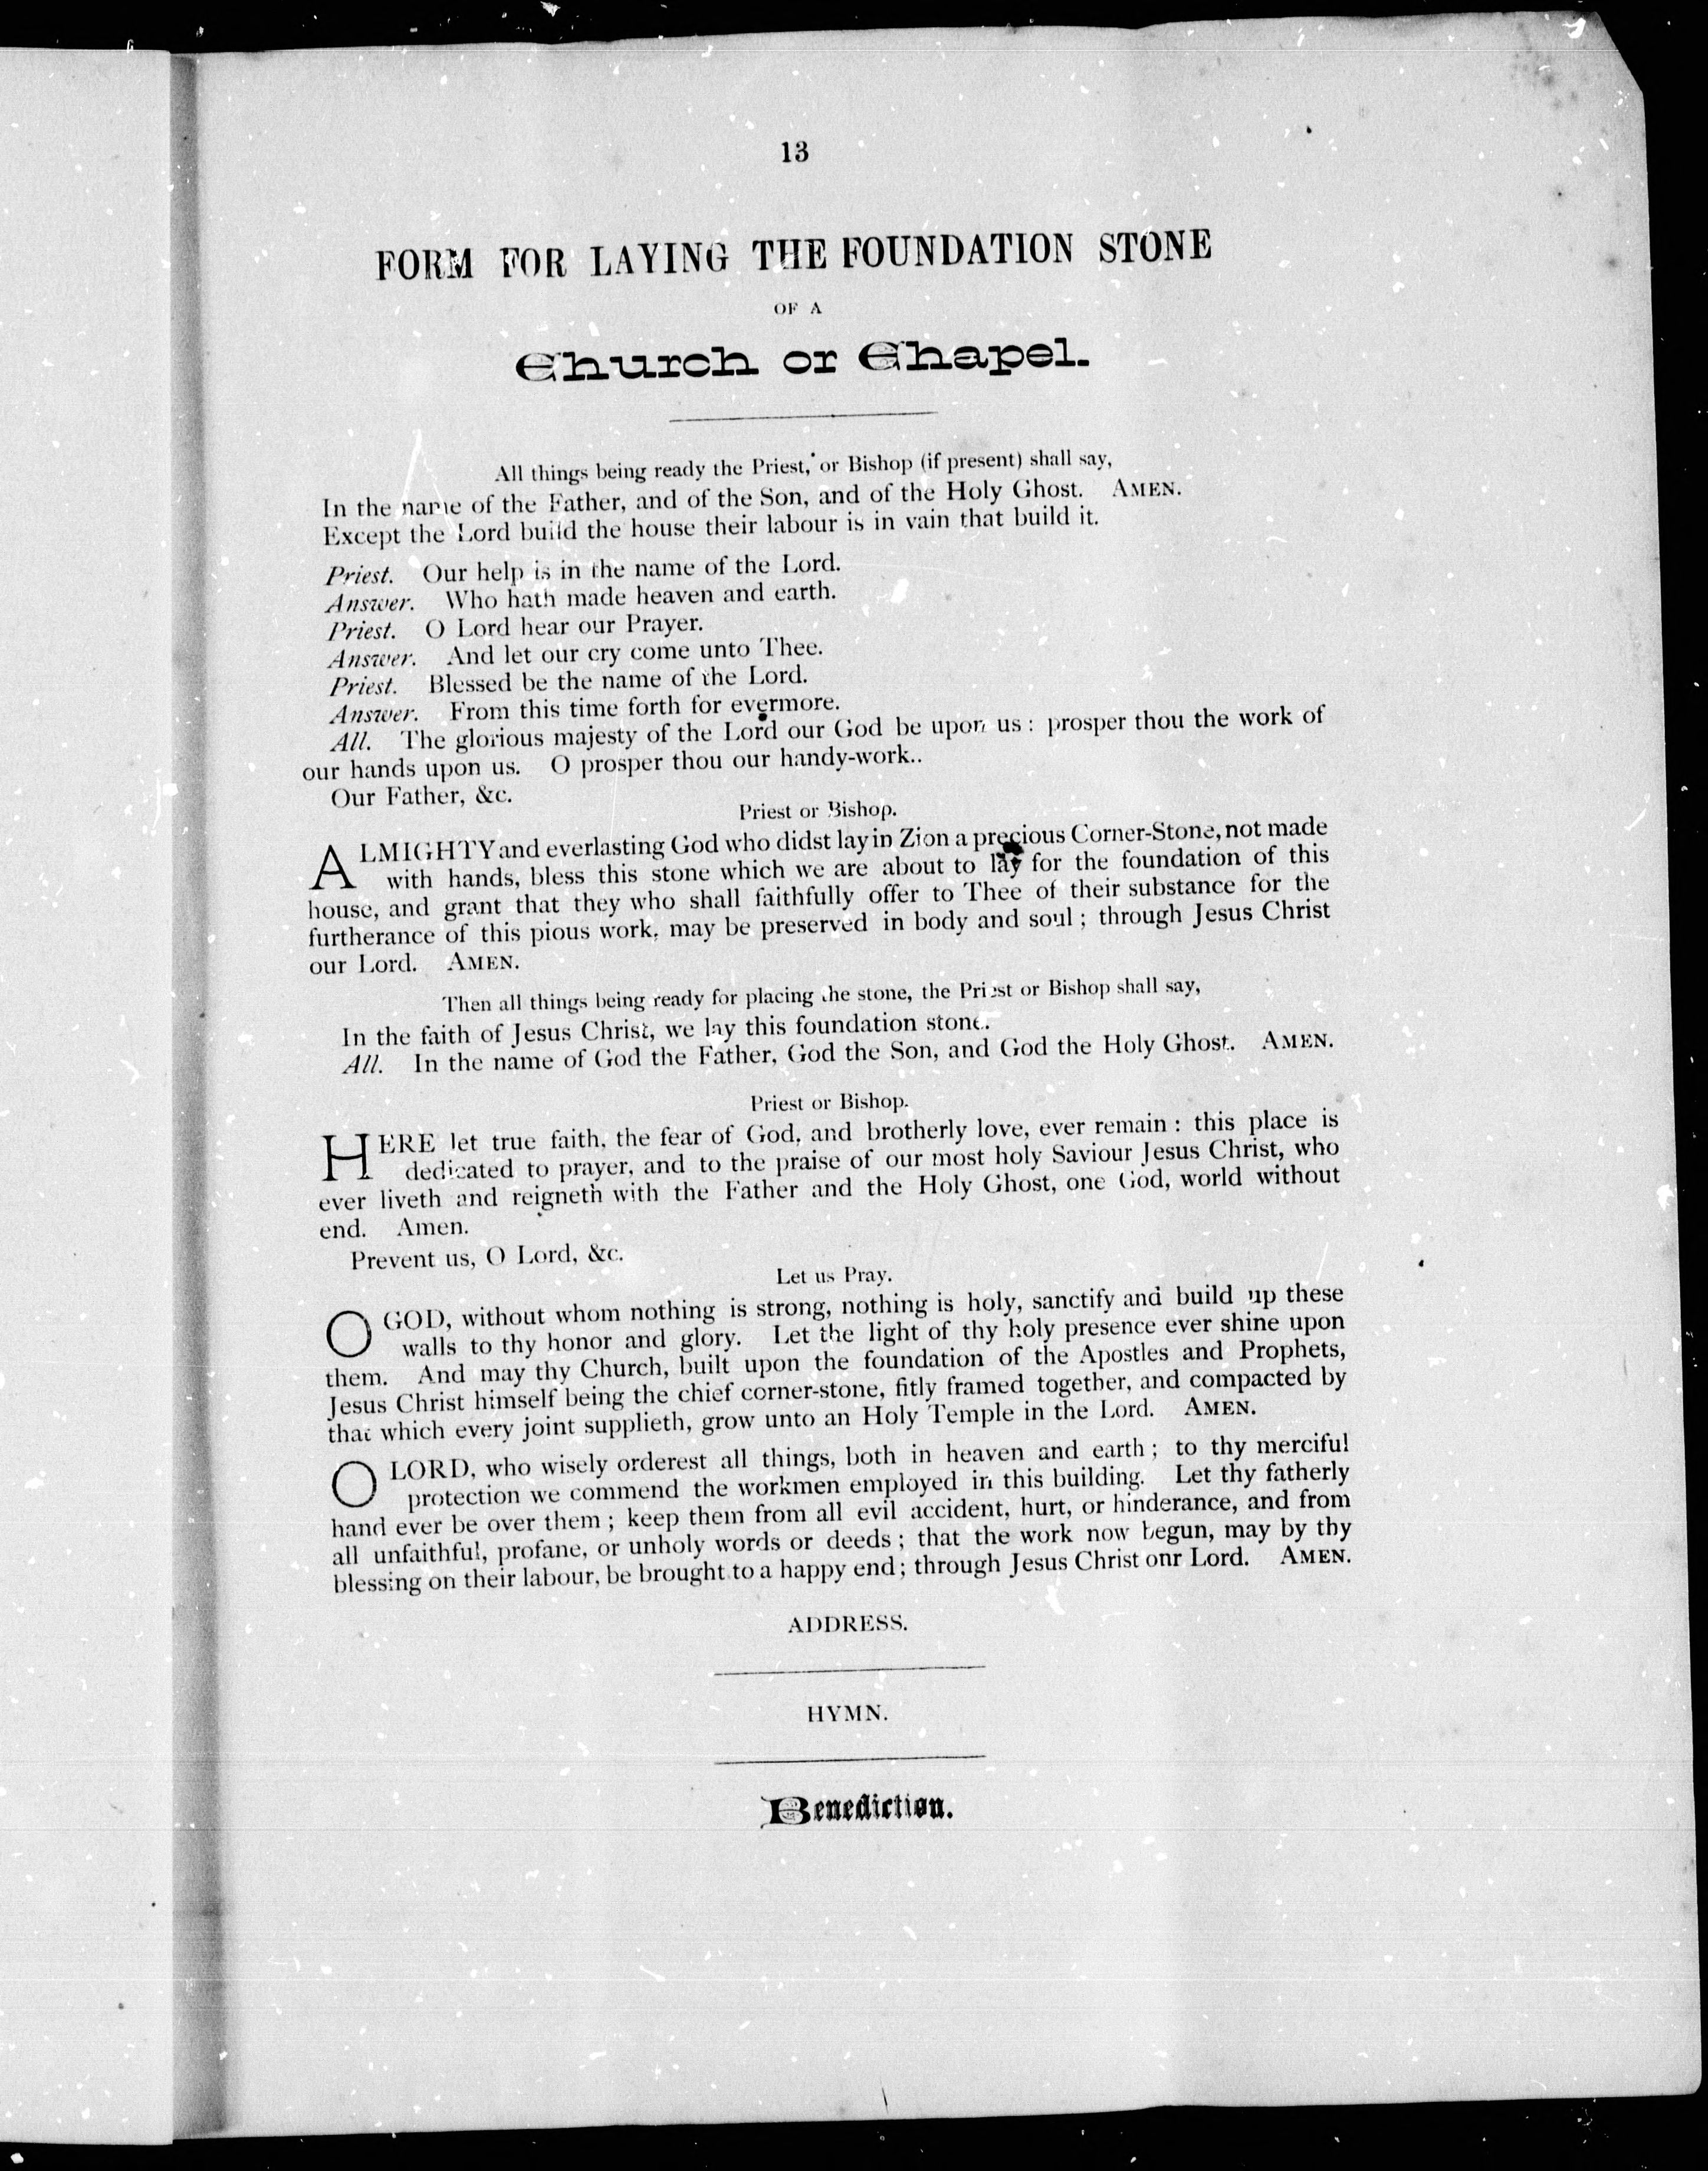 13
FORM FOR LAYING THE FOUNDATION STONE
OF A
Church or Chapel.
All things being ready the Priest, or Bishop (if present) shall say,
In the name of the Father, and of the Son, and of the Holy Ghost. AMEN.
Except the Lord build the house their labour is in vain that build it.
Priest. Our help is in the name of the Lord.
Answer. Who hath made heaven and earth.
Priest. O Lord hear our Prayer.
Answer. And let our cry come unto Thee.
Priest. Blessed be the name of the Lord.
Answer. From this time forth for evermore.
All. The glorious majesty of the Lord our God be upon us : prosper thou the work of
our hands upon us. O prosper thou our handy-work..
Our Father, &c.
Priest or Bishop.
ALMIGHTY and everlasting God who didst lay in Zion a precious Corner-Stone, not made
with hands, bless this stone which we are about to lay for the foundation of this
house, and grant that they who shall faithfully offer to Thee of their substance for the
furtherance of this pious work, may be preserved in body and soul ; through Jesus Christ
our Lord. AMEN.
Then all things being ready for placing the stone, the Priest or Bishop shall say,
In the faith of Jesus Christ, we lay this foundation stone.
All. In the name of God the Father, God the Son, and God the Holy Ghost. AMEN.
Priest or Bishop.
HERE let true faith, the fear of God, and brotherly love, ever remain : this place is
dedicated to prayer, and to the praise of our most holy Saviour Jesus Christ, who
ever liveth and reigneth with the Father and the Holy Ghost, one God, world without
end. Amen.
Prevent us, O Lord, &c.
Let us Pray.
O GOD, without whom nothing is strong, nothing is holy, sanctify and build up these
walls to thy honor and glory. Let the light of thy holy presence ever shine upon
them. And may thy Church, built upon the foundation of the Apostles and Prophets,
Jesus Christ himself being the chief corner-stone, fitly framed together, and compacted by
that which every joint supplieth, grow unto an Holy Temple in the Lord. AMEN.
O LORD, who wisely orderest all things, both in heaven and earth ; to thy merciful
protection we commend the workmen employed in this building. Let thy fatherly
hand ever be over them ; keep them from all evil accident, hurt, or hinderance, and from
all unfaithful, profane, or unholy words or deeds ; that the work now begun, may by thy
blessing on their labour, be brought to a happy end ; through Jesus Christ onr Lord. AMEN.
ADDRESS.
HYMN.
Benediction.